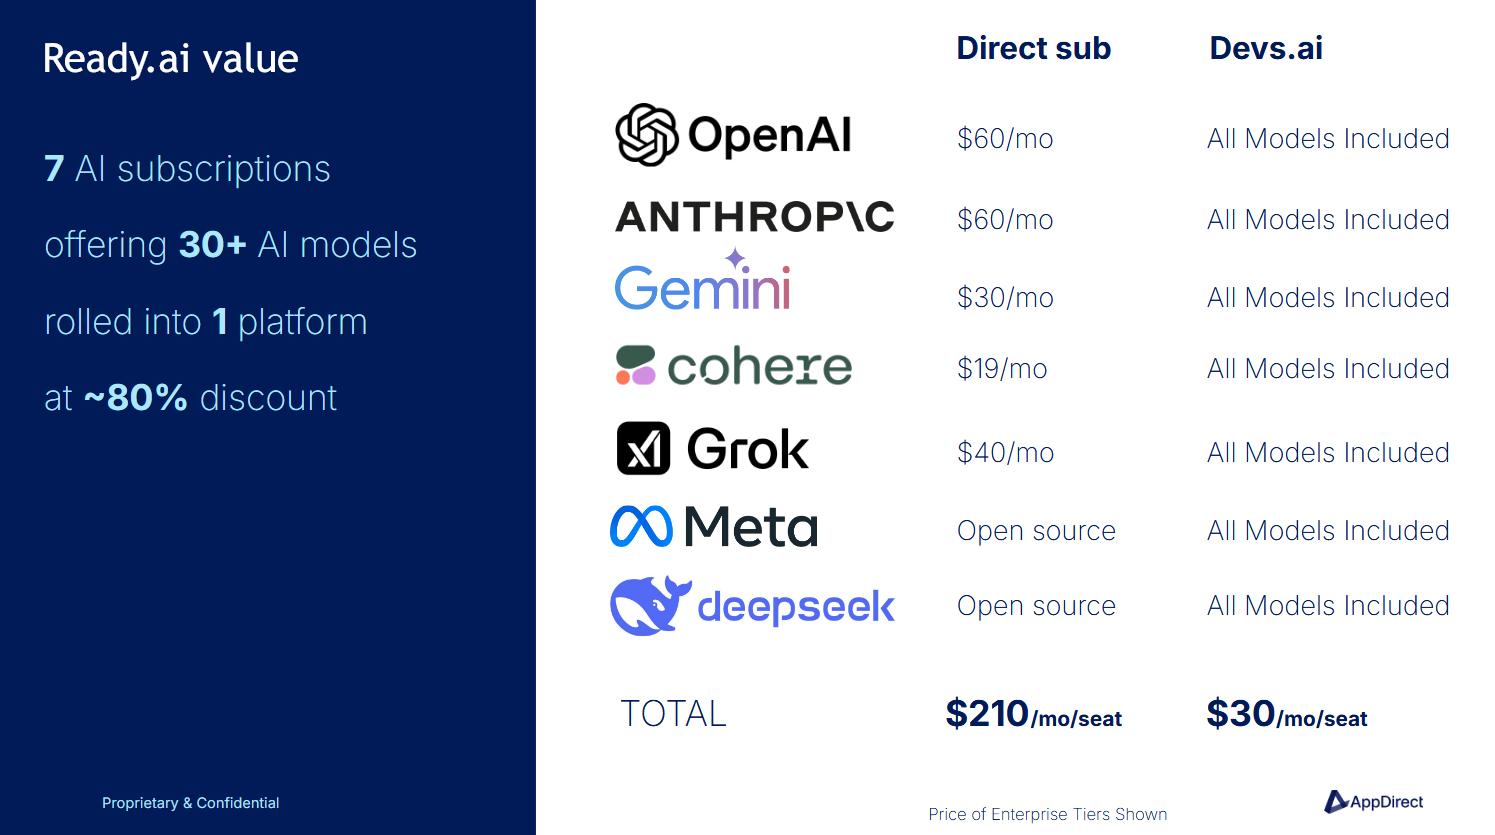 Ready.ai value
7 AI subscriptions
offering 30+ AI models
rolled into 1 platform
at ~80% discount
Proprietary & Confidential
Direct sub Devs.ai
OpenAI $60/mo All Models Included
ANTHROP\C $60/mo All Models Included
Gemini $30/mo All Models Included
cohere $19/mo All Models Included
Grok $40/mo All Models Included
Meta Open source All Models Included
deepseek Open source All Models Included
TOTAL $210/mo/seat $30/mo/seat
Price of Enterprise Tiers Shown
AppDirect